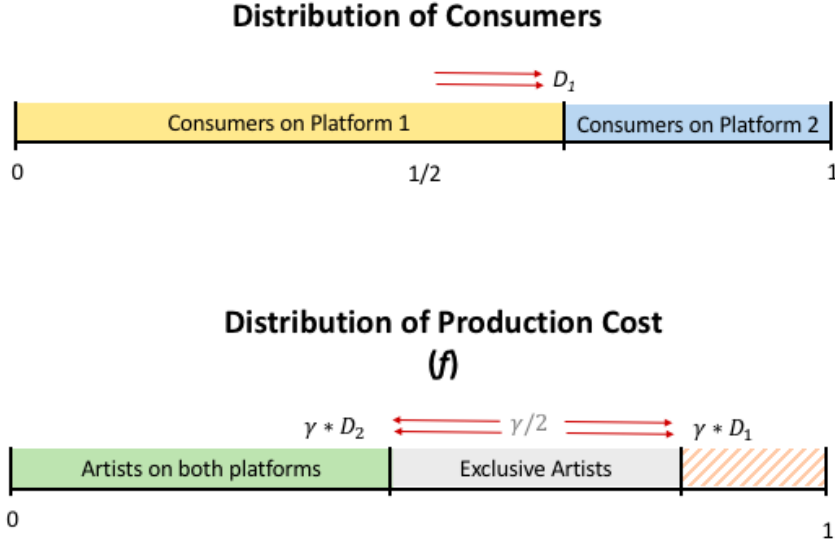 Distribution of Consumers
D₁
Consumers on Platform 1
Consumers on Platform 2
0
1/2
1
Distribution of Production Cost
(f)
γ * D₂
γ/2
γ * D₁
Artists on both platforms
Exclusive Artists
0
1